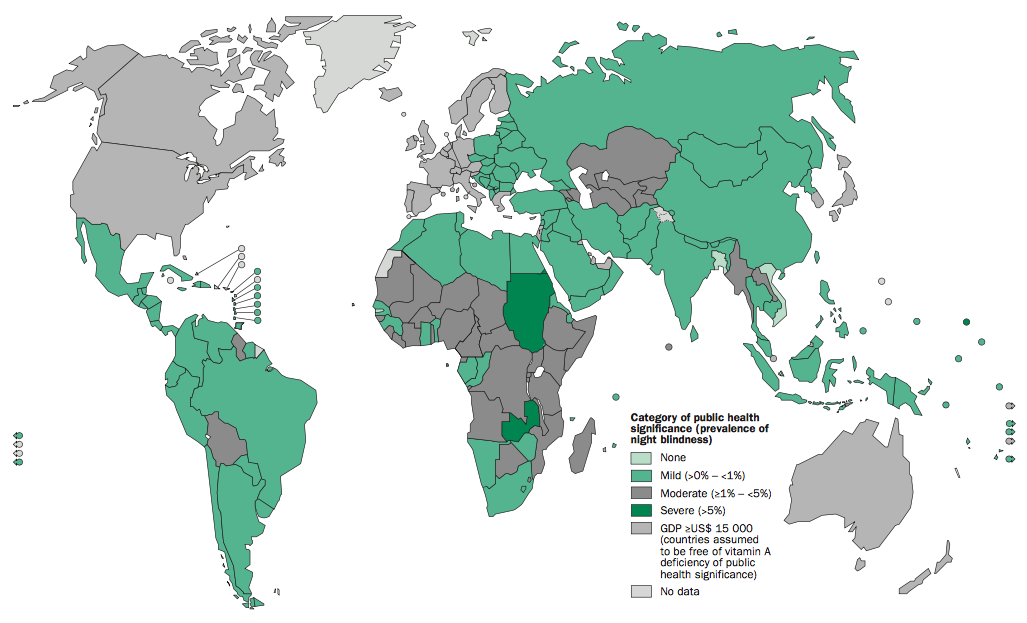 Category of public health
significance (prevalence of
night blindness)
None
Mild (>0% – <1%)
Moderate (≥1% – <5%)
Severe (>5%)
GDP ≥US$ 15 000
(countries assumed
to be free of vitamin A
deficiency of public
health significance)
No data